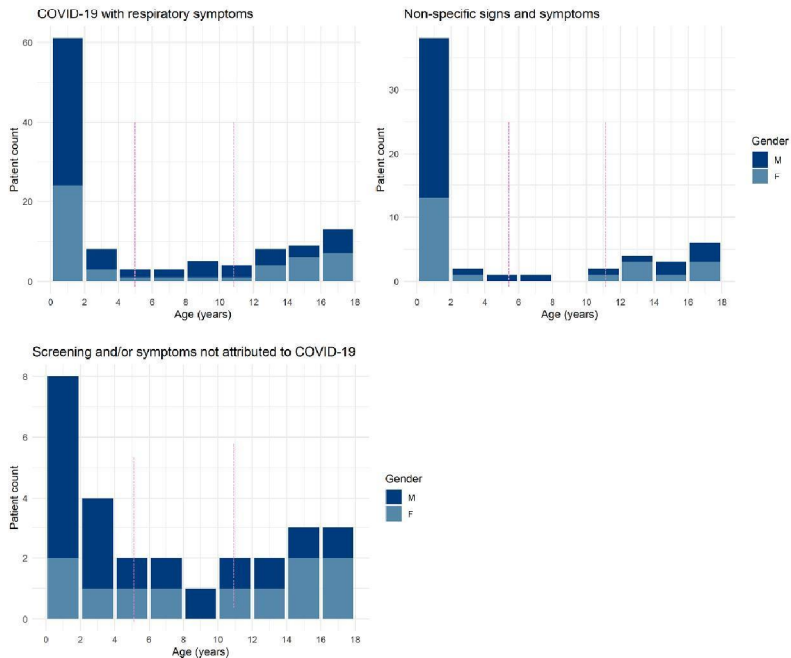 COVID-19 with respiratory symptoms
60
40
20
0
Patient count
0 2 4 6 8 10 12 14 16 18
Age (years)
Non-specific signs and symptoms
30
20
10
0
Patient count
0 2 4 6 8 10 12 14 16 18
Age (years)
Gender
M
F
Screening and/or symptoms not attributed to COVID-19
8
6
4
2
0
Patient count
0 2 4 6 8 10 12 14 16 18
Age (years)
Gender
M
F